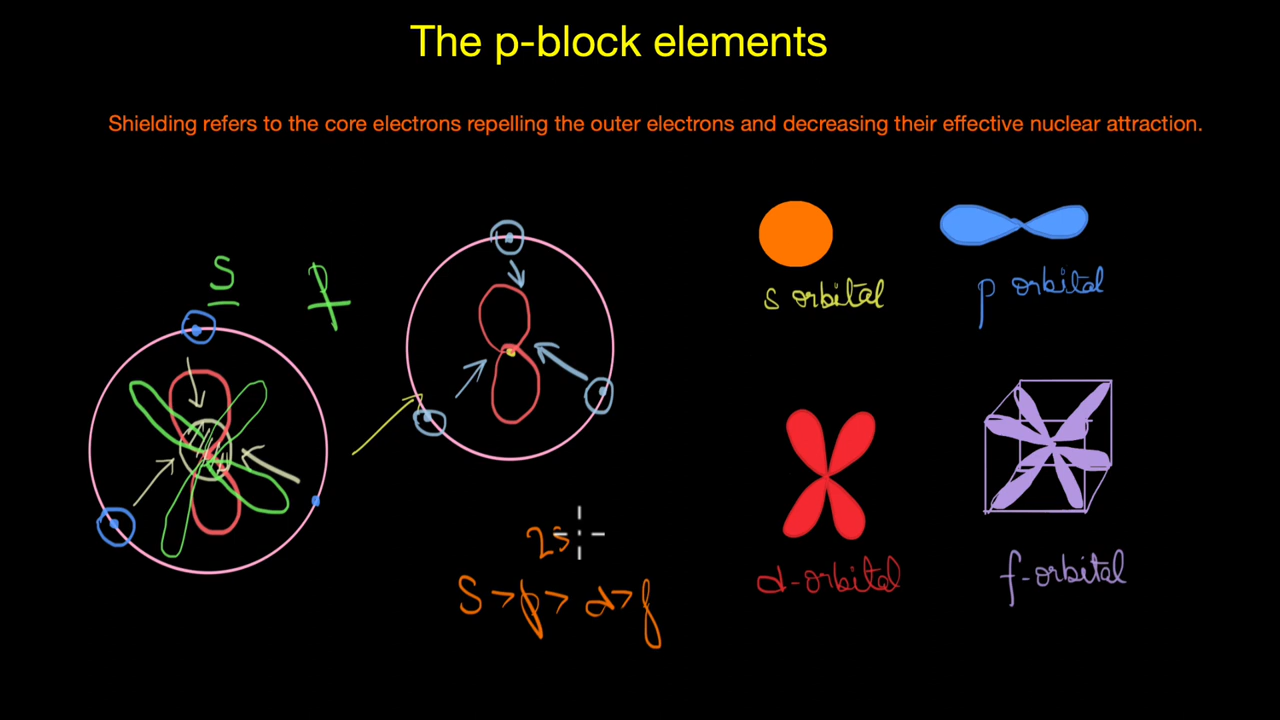 The p-block elements
Shielding refers to the core electrons repelling the outer electrons and decreasing their effective nuclear attraction.
S p
s orbital
p orbital
2s
S > p > d > f
d-orbital
f-orbital